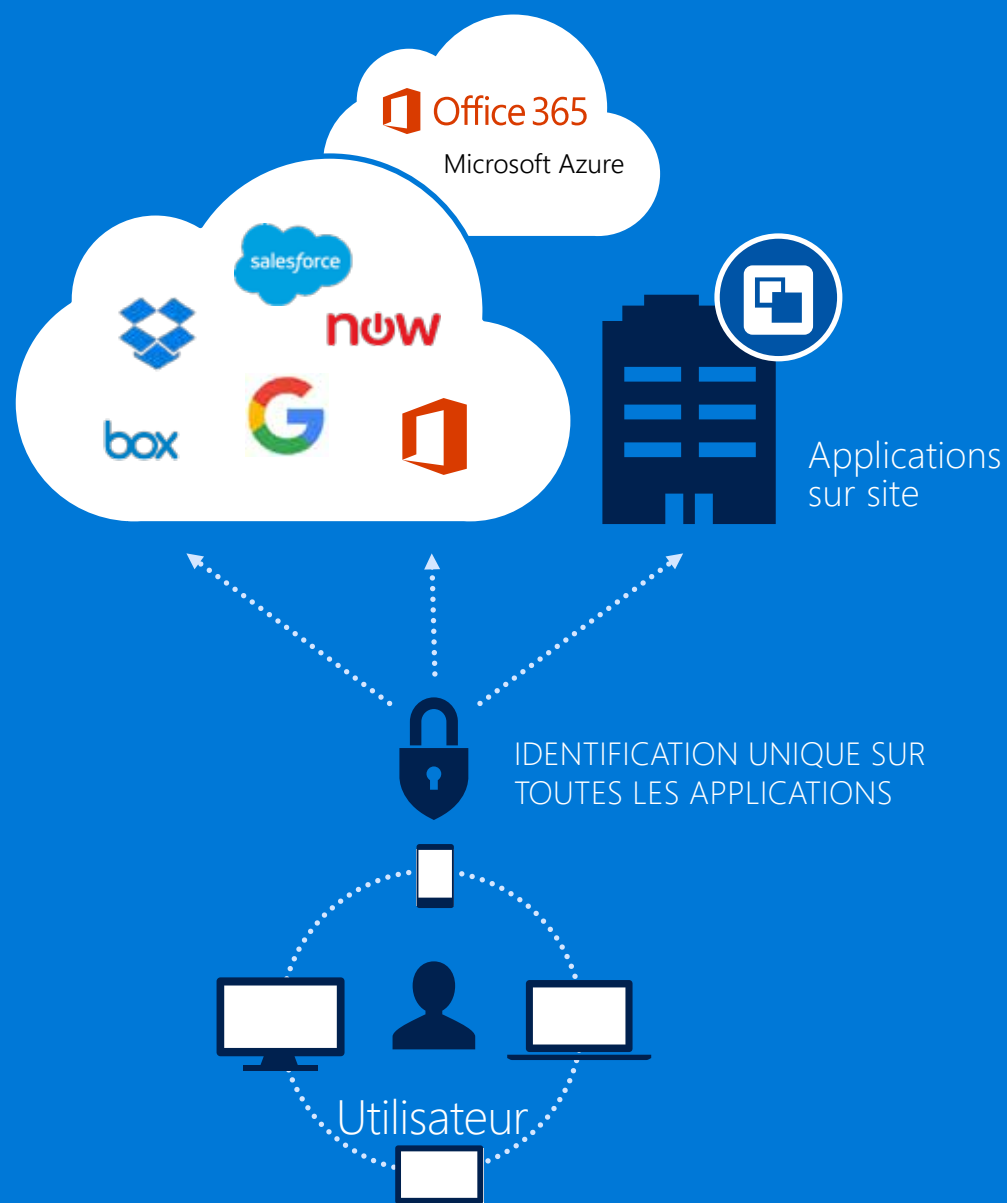 Office 365
Microsoft Azure
salesforce
now
box
G
Applications
sur site
IDENTIFICATION UNIQUE SUR
TOUTES LES APPLICATIONS
Utilisateur